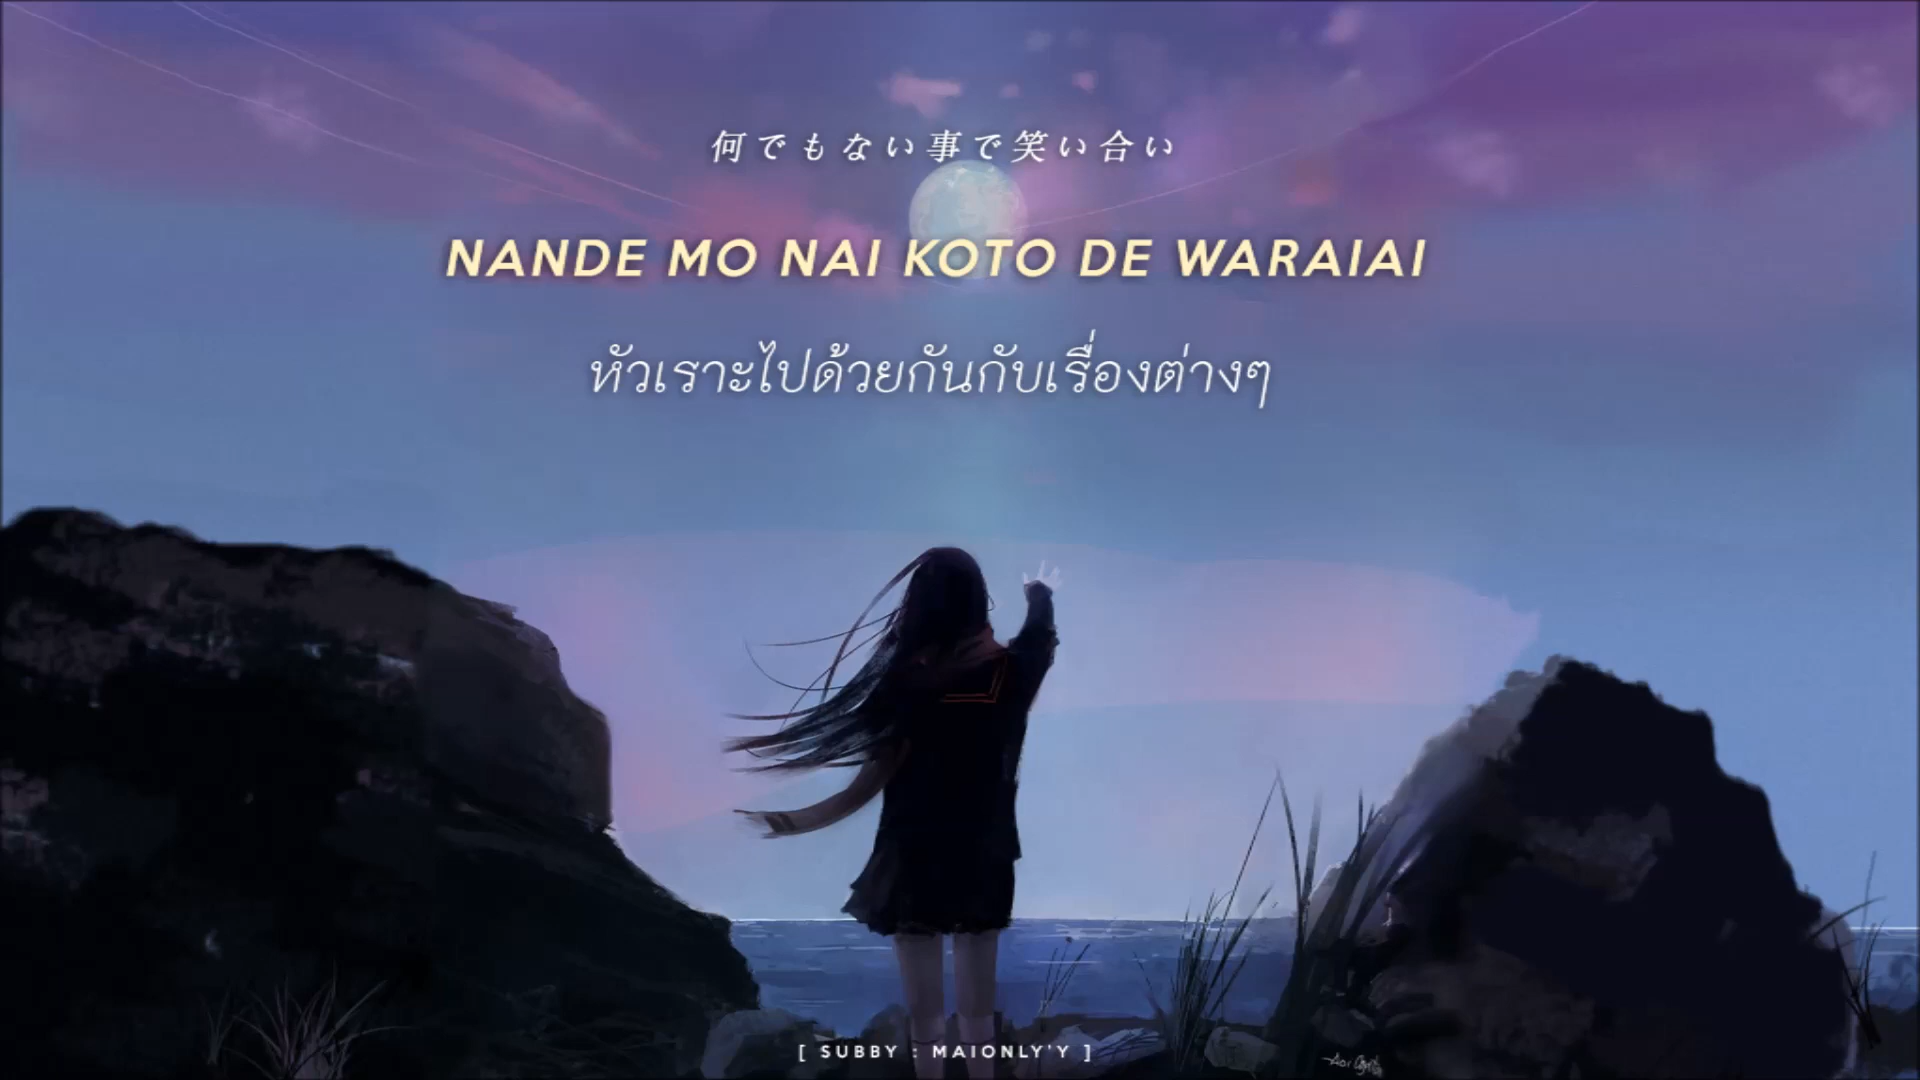 何でもない事で笑い合い
NANDE MO NAI KOTO DE WARAIAI
หัวเราะไปด้วยกันกับเรื่องต่างๆ
[ SUBBY : MAIONLY'Y ]